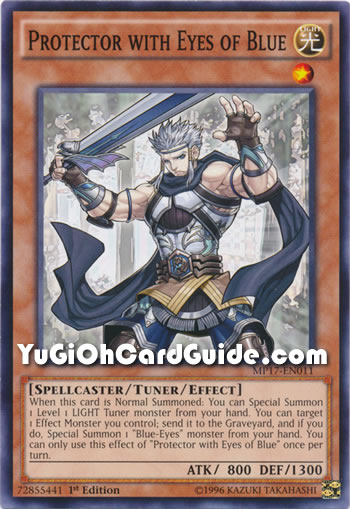 PROTECTOR WITH EYES OF BLUE
LIGHT
光
YuGiOhCardGuide.com
MP17-EN011
[SPELLCASTER/TUNER/EFFECT]
When this card is Normal Summoned: You can Special Summon
1 Level 1 LIGHT Tuner monster from your hand. You can target
1 Effect Monster you control; send it to the Graveyard, and if you
do, Special Summon 1 "Blue-Eyes" monster from your hand. You
can only use this effect of "Protector with Eyes of Blue" once per
turn.
ATK/ 800 DEF/1300
72855441 1st Edition ©1996 KAZUKI TAKAHASHI